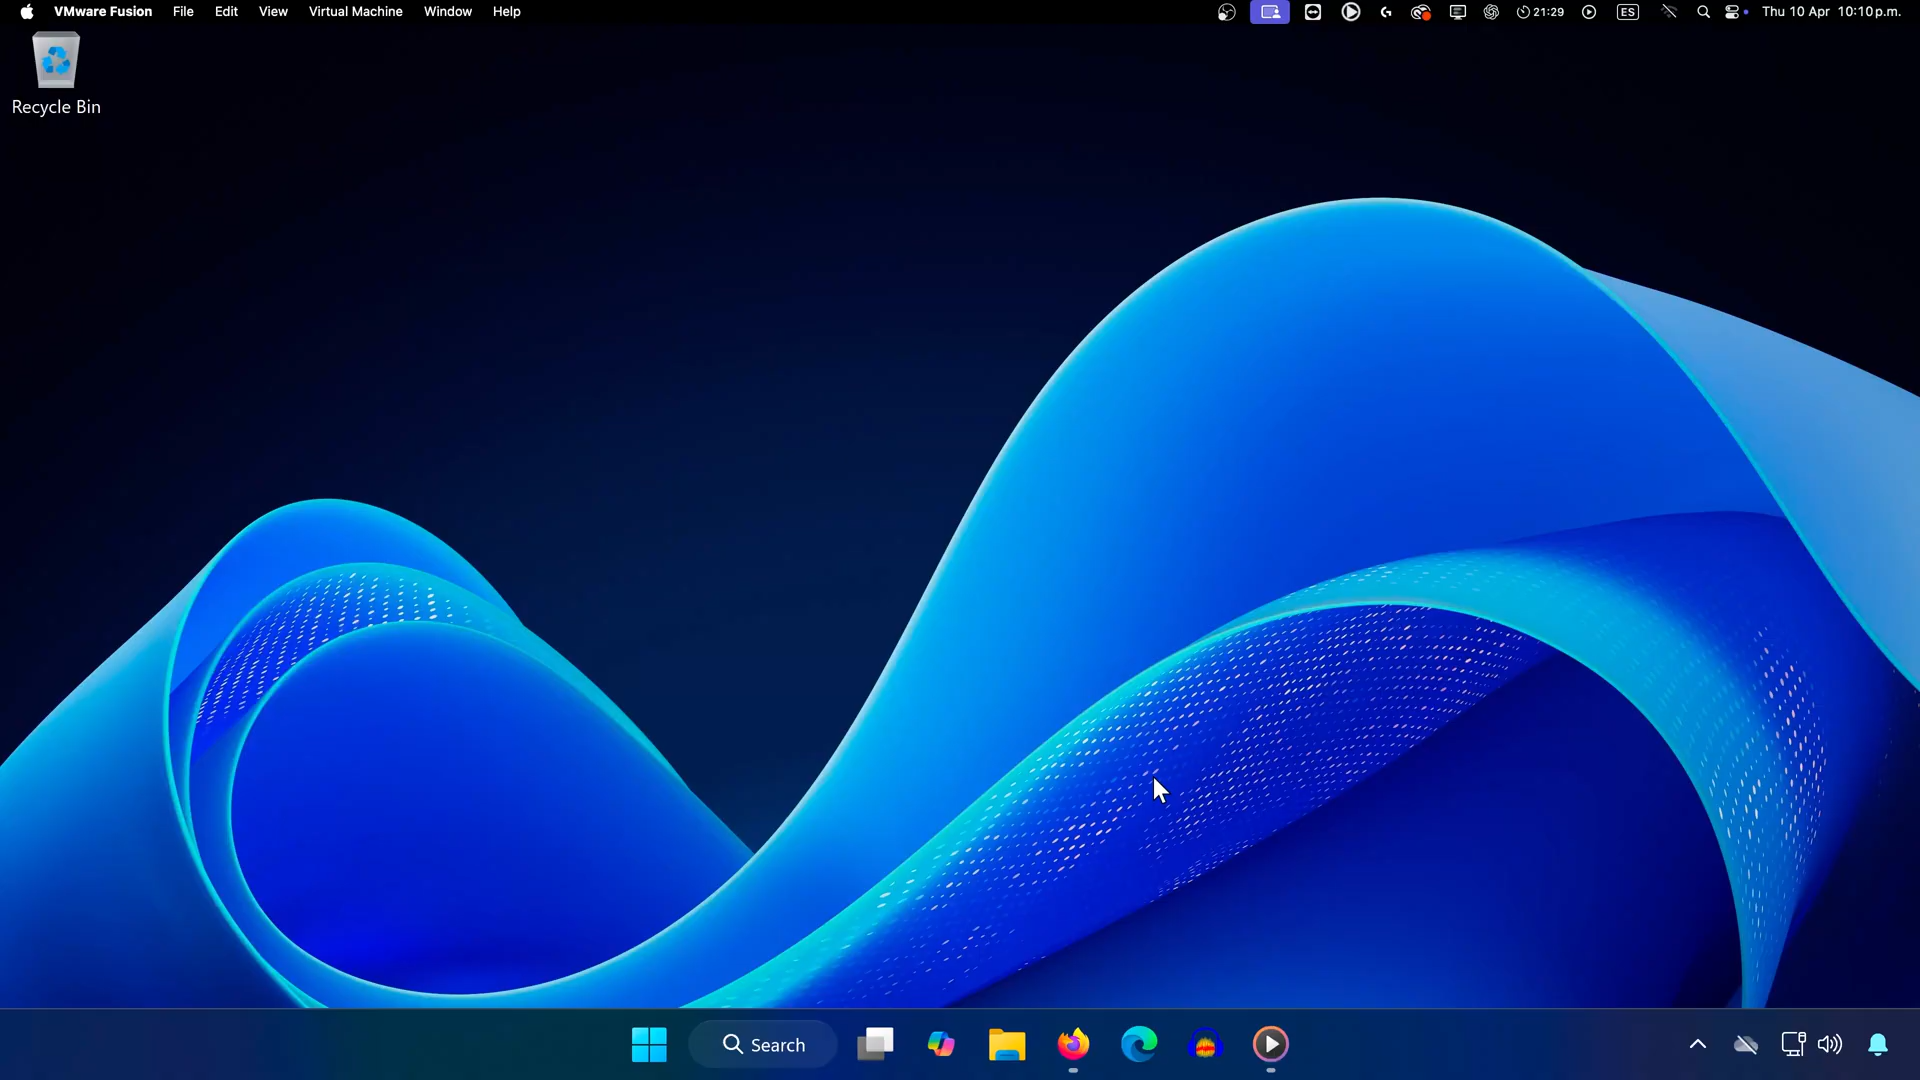 VMware Fusion File Edit View Virtual Machine Window Help 21:29 ES Thu 10 Apr 10:10 p.m.
Recycle Bin
Search